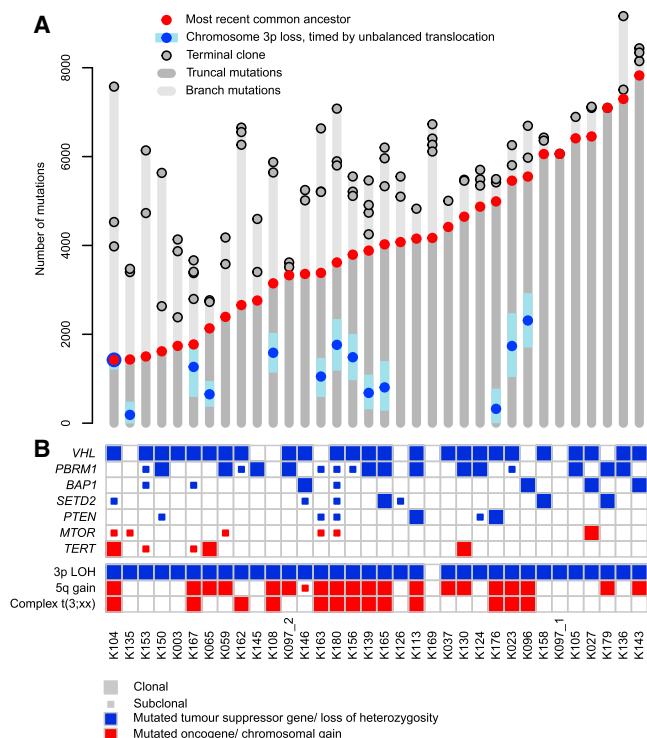 A
Most recent common ancestor
Chromosome 3p loss, timed by unbalanced translocation
Terminal clone
Truncal mutations
Branch mutations
Number of mutations
8000
6000
4000
2000
0
B
VHL
PBRM1
BAP1
SETD2
PTEN
MTOR
TERT
3p LOH
5q gain
Complex t(3;xx)
K104
K135
K153
K150
K003
K167
K065
K059
K162
K145
K108
K097_2
K146
K163
K180
K156
K139
K165
K126
K113
K169
K037
K130
K124
K176
K023
K096
K158
K097_1
K105
K027
K179
K136
K143
Clonal
Subclonal
Mutated tumour suppressor gene/ loss of heterozygosity
Mutated oncogene/ chromosomal gain